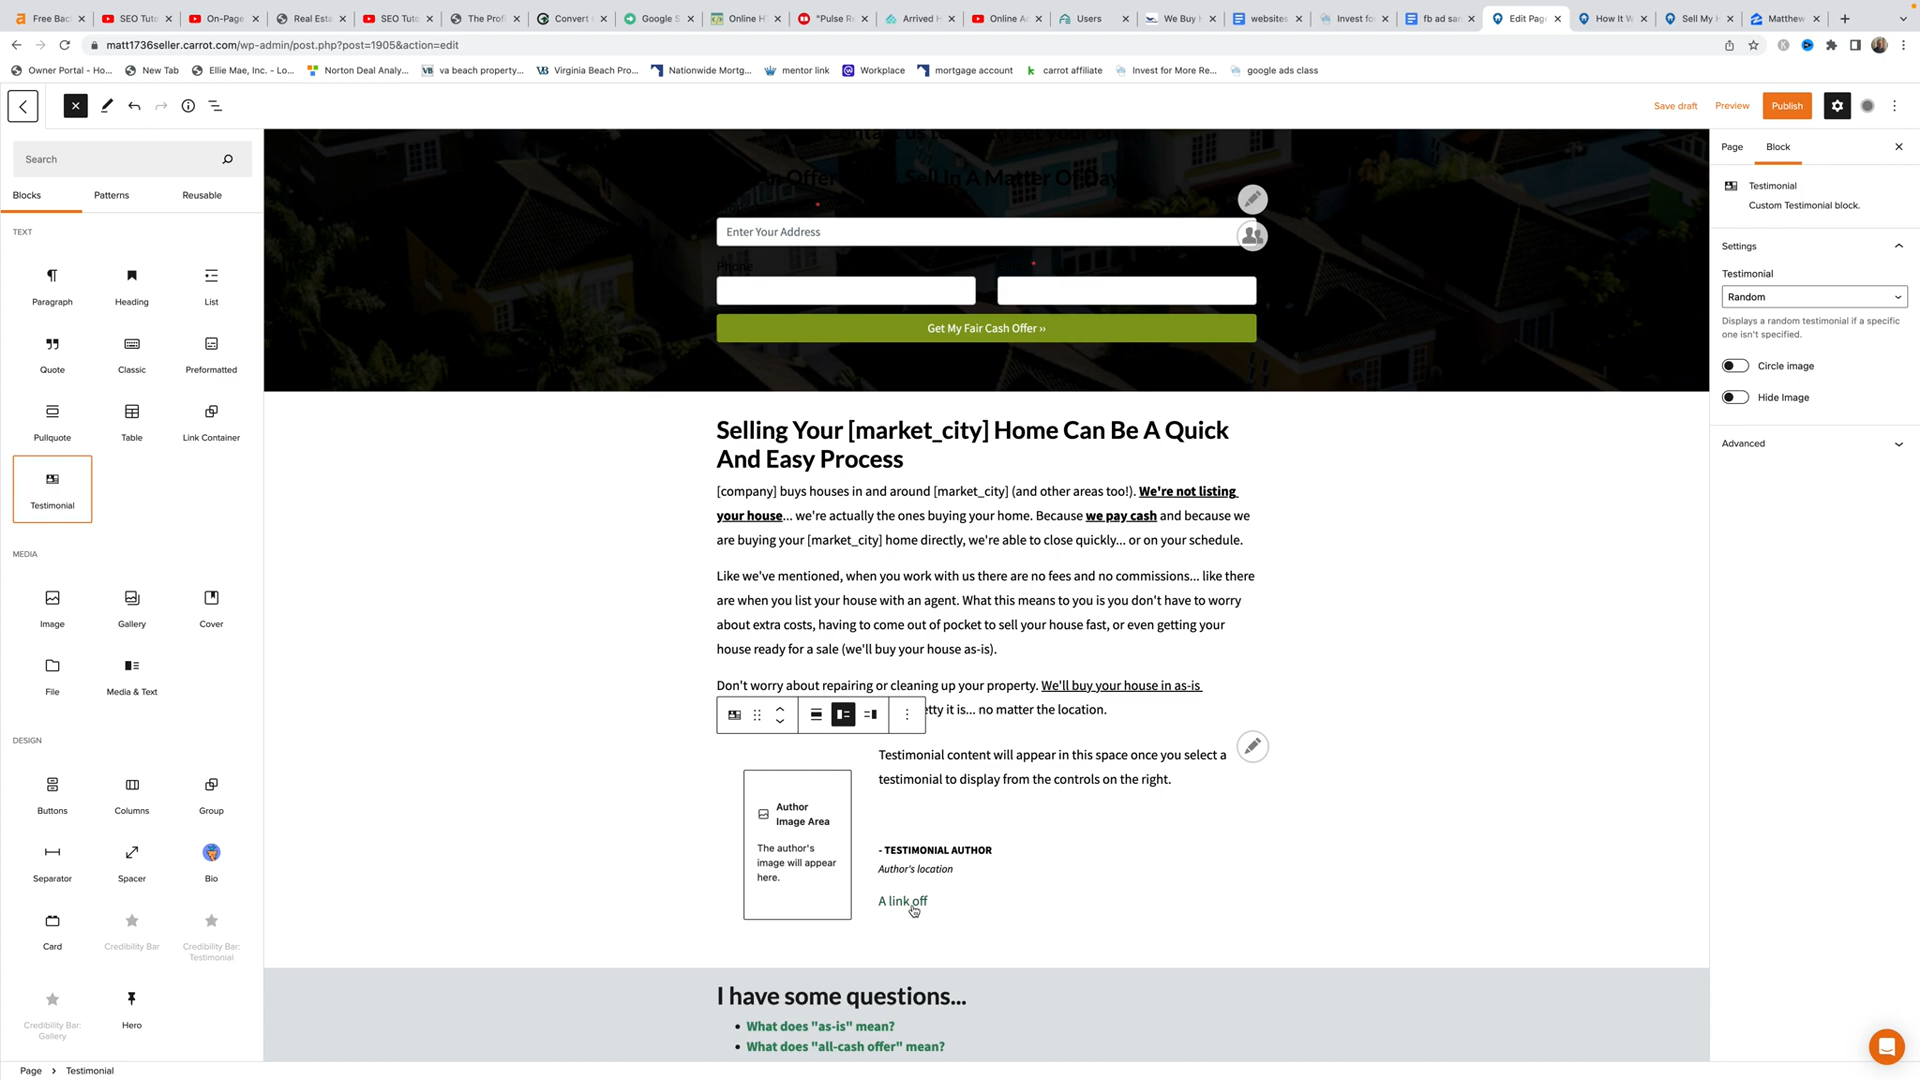 Free Back
SEO Tuto
On-Page
Real Esta
SEO Tuto
The Profi
Convert
Google S
Online H
"Pulse R
Arrived H
Online A
Users
We Buy H
websites
Invest for
fb ad san
Edit Page
How It W
Sell My H
Matthew
matt1736seller.carrot.com/wp-admin/post.php?post=1905&action=edit
Owner Portal - Ho...
New Tab
Ellie Mae, Inc. - Lo...
Norton Deal Analy...
va beach property...
Virginia Beach Pro...
Nationwide Mortg...
mentor link
Workplace
mortgage account
carrot affiliate
Invest for More Re...
google ads class
Save draft
Preview
Publish
Search
Blocks
Patterns
Reusable
TEXT
Paragraph
Heading
List
Quote
Classic
Preformatted
Pullquote
Table
Link Container
Testimonial
MEDIA
Image
Gallery
Cover
File
Media & Text
DESIGN
Buttons
Columns
Group
Separator
Spacer
Bio
Card
Credibility Bar
Credibility Bar:
Testimonial
Credibility Bar:
Gallery
Hero
Offer
Sell In A Matter Of Day
Enter Your Address
Phone
Get My Fair Cash Offer ››
Selling Your [market_city] Home Can Be A Quick
And Easy Process
[company] buys houses in and around [market_city] (and other areas too!). We're not listing
your house... we're actually the ones buying your home. Because we pay cash and because we
are buying your [market_city] home directly, we're able to close quickly... or on your schedule.
Like we've mentioned, when you work with us there are no fees and no commissions... like there
are when you list your house with an agent. What this means to you is you don't have to worry
about extra costs, having to come out of pocket to sell your house fast, or even getting your
house ready for a sale (we'll buy your house as-is).
Don't worry about repairing or cleaning up your property. We'll buy your house in as-is
etty it is... no matter the location.
Testimonial content will appear in this space once you select a
testimonial to display from the controls on the right.
Author
Image Area
The author's
image will appear
here.
- TESTIMONIAL AUTHOR
Author's location
A link off
I have some questions...
• What does "as-is" mean?
• What does "all-cash offer" mean?
Page
Block
Testimonial
Custom Testimonial block.
Settings
Testimonial
Random
Displays a random testimonial if a specific
one isn't specified.
Circle image
Hide Image
Advanced
Page
Testimonial